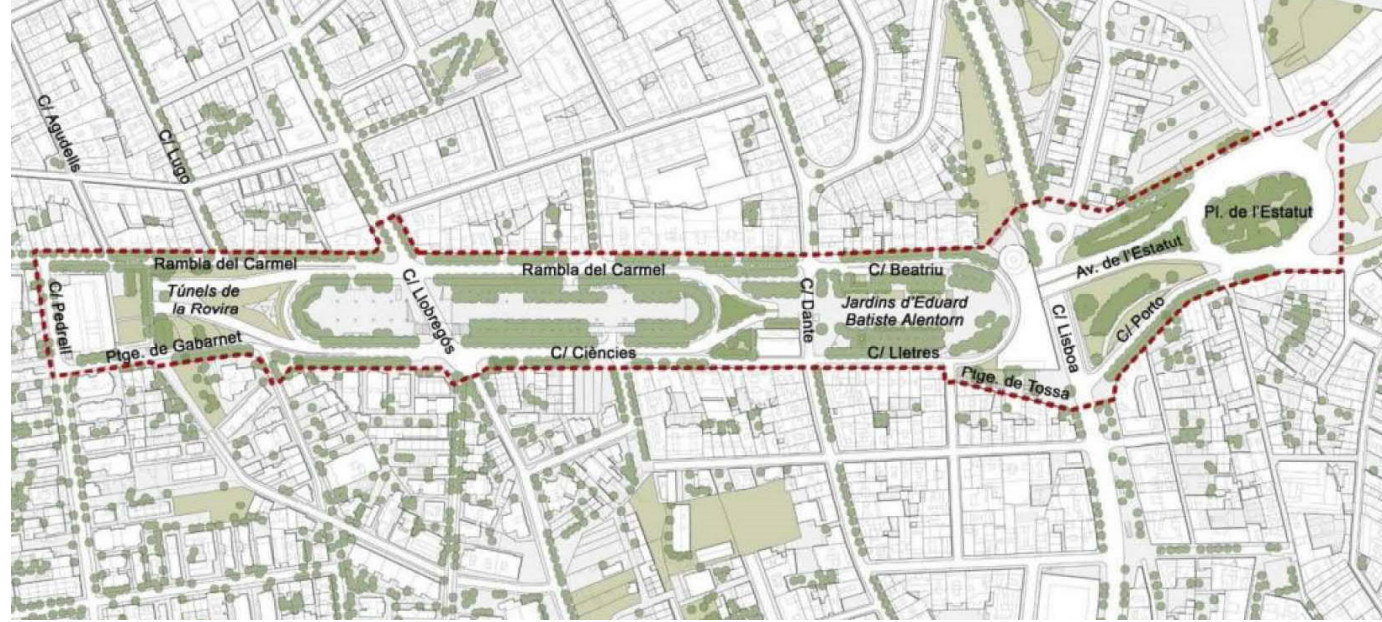 C/ Agudells
C/ Lugo
Rambla del Carmel
Rambla del Carmel
C/ Beatriu
Pl. de l'Estatut
Av. de l'Estatut
C/ Pedrell
Túnels de
la Rovira
C/ Llobregós
C/ Dante
Jardins d'Eduard
Batiste Alentorn
C/ Lisboa
C/ Porto
Ptge. de Gabarnet
C/ Ciències
C/ Lletres
Ptge. de Tossa